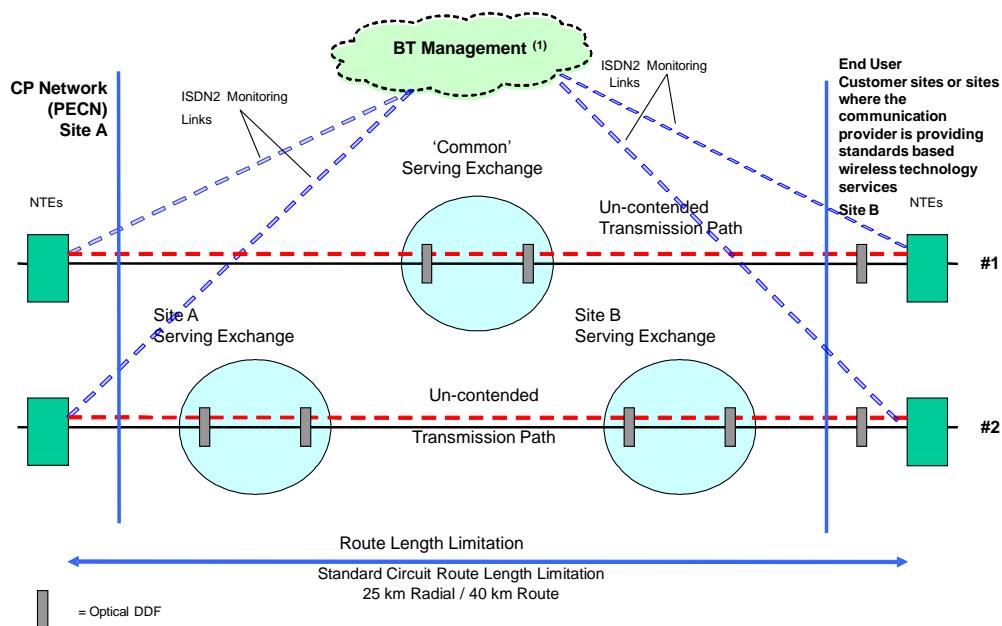 BT Management (1)
CP Network
(PECN)
Site A
ISDN2 Monitoring
Links
ISDN2 Monitoring
Links
End User
Customer sites or sites
where the
communication
provider is providing
standards based
wireless technology
services
Site B
'Common'
Serving Exchange
NTEs
Un-contended
Transmission Path
NTEs
#1
Site A
Serving Exchange
Site B
Serving Exchange
Un-contended
Transmission Path
#2
Route Length Limitation
Standard Circuit Route Length Limitation
25 km Radial / 40 km Route
= Optical DDF